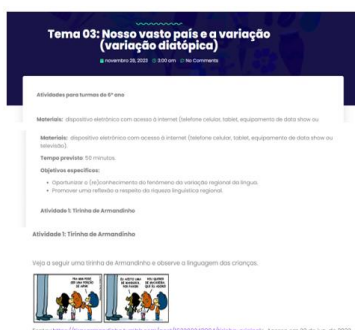 Tema 03: Nosso vasto país e a variação
(variação diatópica)
novembro 28, 2023 3:00 am No Comments
Atividades para turmas de 6º ano
Materiais: dispositivo eletrônico com acesso à internet (telefone celular, tablet, equipamento de data show ou
Materiais: dispositivo eletrônico com acesso à internet (telefone celular, tablet, equipamento de data show ou
televisão).
Tempo previsto: 50 minutos.
Objetivos específicos:
Oportunizar o (re)conhecimento do fenômeno da variação regional da língua.
Promover uma reflexão a respeito da riqueza linguística regional.
Atividade 1: Tirinha de Armandinho
Atividade 1: Tirinha de Armandinho
Veja a seguir uma tirinha de Armandinho e observe a linguagem das crianças.